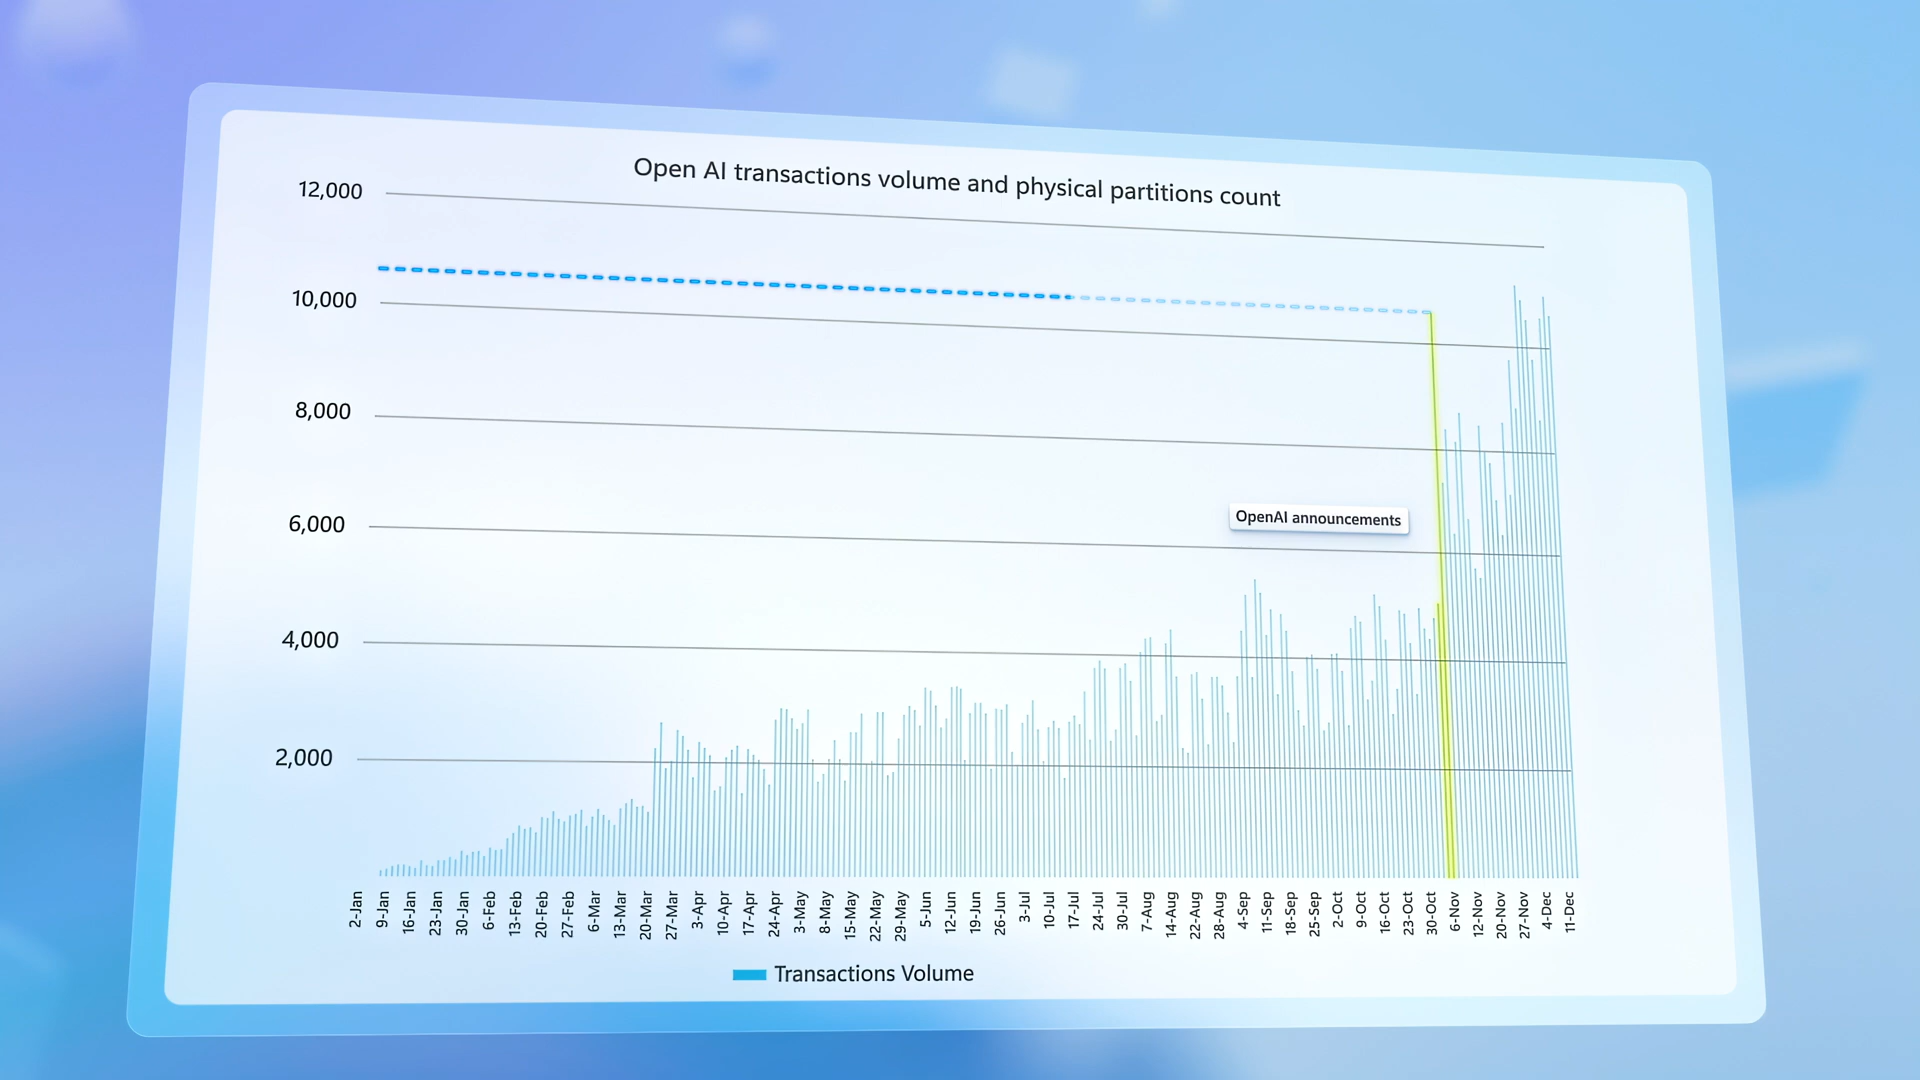 Open AI transactions volume and physical partitions count
12,000
10,000
8,000
6,000
4,000
2,000
OpenAI announcements
2-Jan
9-Jan
16-Jan
23-Jan
30-Jan
6-Feb
13-Feb
20-Feb
27-Feb
6-Mar
13-Mar
20-Mar
27-Mar
3-Apr
10-Apr
17-Apr
24-Apr
3-May
8-May
15-May
22-May
29-May
5-Jun
12-Jun
19-Jun
26-Jun
3-Jul
10-Jul
17-Jul
24-Jul
30-Jul
7-Aug
14-Aug
22-Aug
28-Aug
4-Sep
11-Sep
18-Sep
25-Sep
2-Oct
9-Oct
16-Oct
23-Oct
30-Oct
6-Nov
12-Nov
20-Nov
27-Nov
4-Dec
11-Dec
Transactions Volume